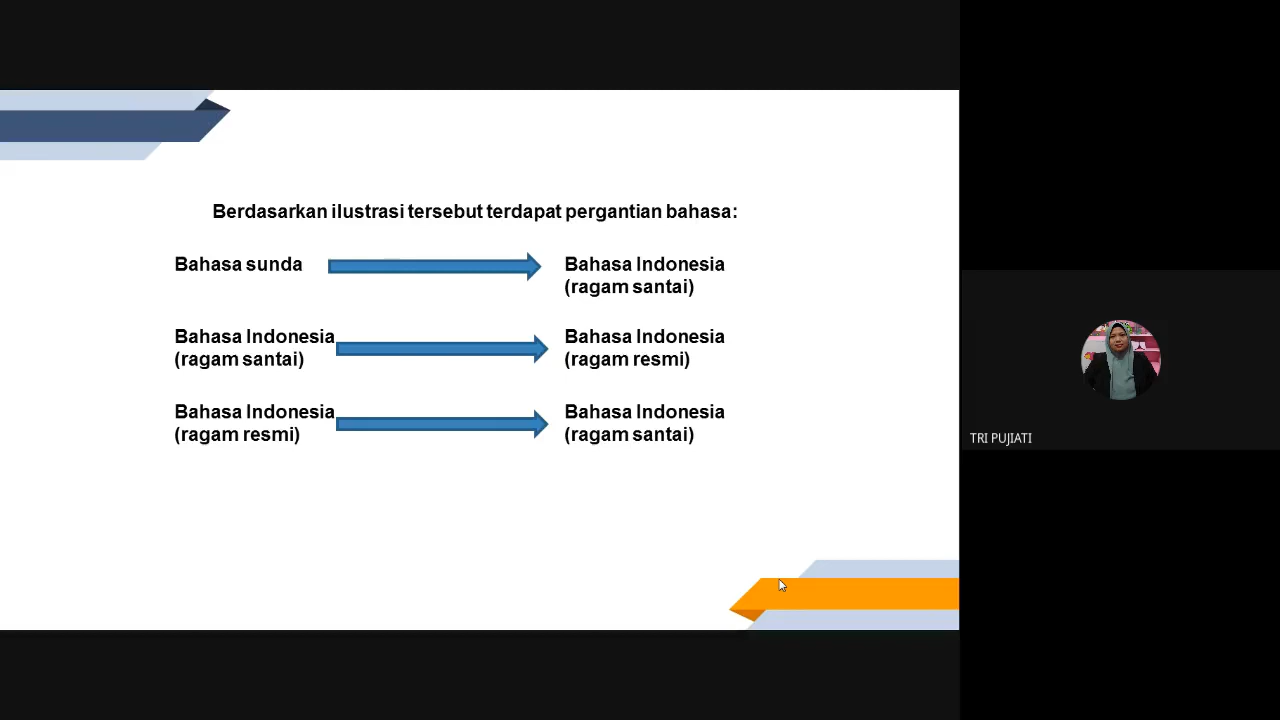 Berdasarkan ilustrasi tersebut terdapat pergantian bahasa:
Bahasa sunda
Bahasa Indonesia
(ragam santai)
Bahasa Indonesia
(ragam santai)
Bahasa Indonesia
(ragam resmi)
Bahasa Indonesia
(ragam resmi)
Bahasa Indonesia
(ragam santai)
TRI PUJIATI